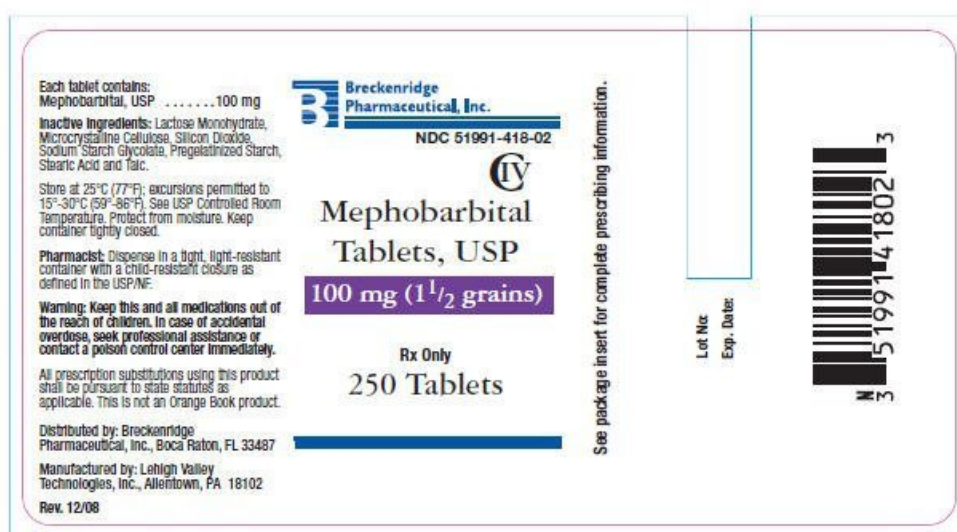 Each tablet contains:
Mephobarbital, USP .......100 mg
Inactive Ingredients: Lactose Monohydrate,
Microcrystalline Cellulose, Silicon Dioxide,
Sodium Starch Glycolate, Pregelatinized Starch,
Stearic Acid and Talc.
Store at 25°C (77°F); excursions permitted to
15°-30°C (59°-86°F). See USP Controlled Room
Temperature. Protect from moisture. Keep
container tightly closed.
Pharmacist: Dispense in a tight, light-resistant
container with a child-resistant closure as
defined in the USP/NF.
Warning: Keep this and all medications out of
the reach of children. In case of accidental
overdose, seek professional assistance or
contact a poison control center immediately.
All prescription substitutions using this product
shall be pursuant to state statutes as
applicable. This is not an Orange Book product.
Distributed by: Breckenridge
Pharmaceutical, Inc., Boca Raton, FL 33487
Manufactured by: Lehigh Valley
Technologies, Inc., Allentown, PA 18102
Rev. 12/08
B
Breckenridge
Pharmaceutical, Inc.
NDC 51991-418-02
CIV
Mephobarbital
Tablets, USP
100 mg (1 1/2 grains)
Rx Only
250 Tablets
See package insert for complete prescribing information.
Lot No:
Exp. Date:
N
3 51991 41802 3